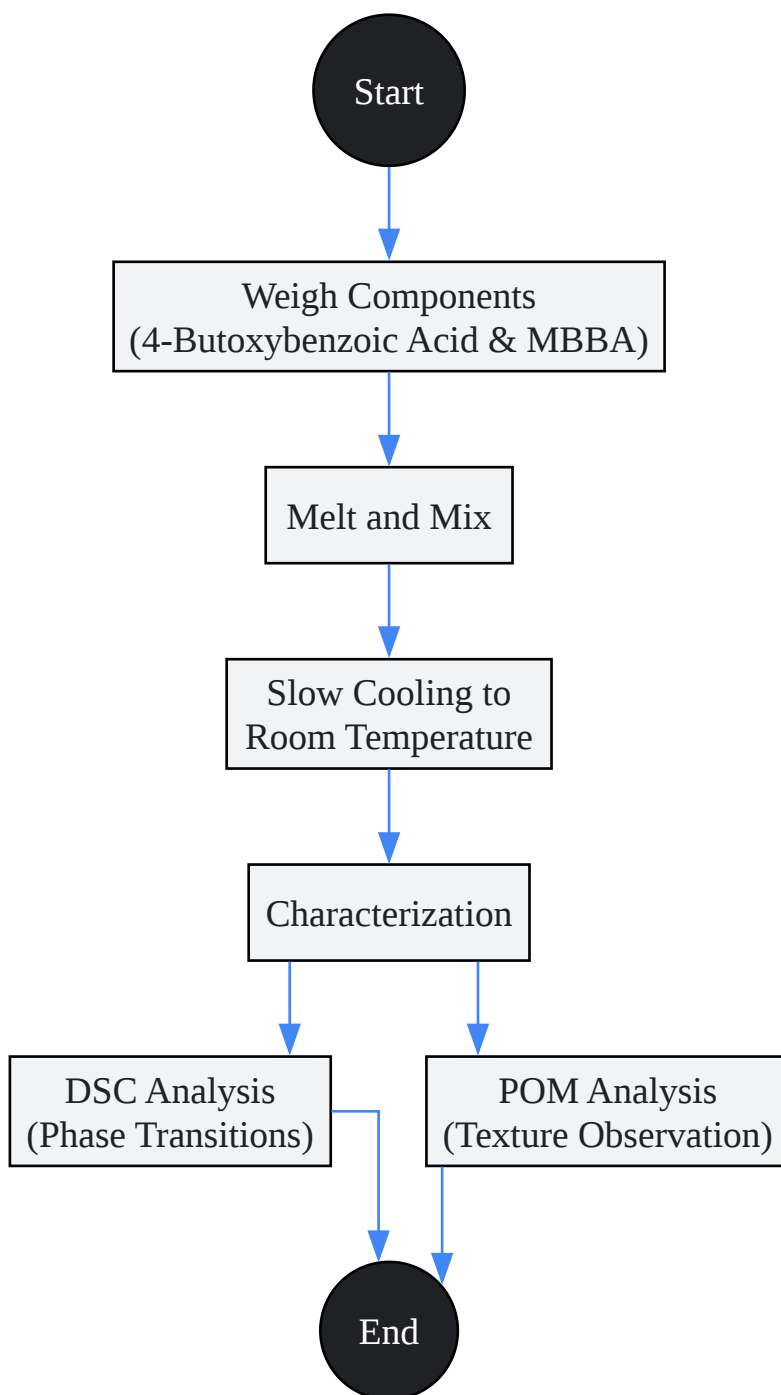 Start
Weigh Components
(4-Butoxybenzoic Acid & MBBA)
Melt and Mix
Slow Cooling to
Room Temperature
Characterization
DSC Analysis
(Phase Transitions)
POM Analysis
(Texture Observation)
End